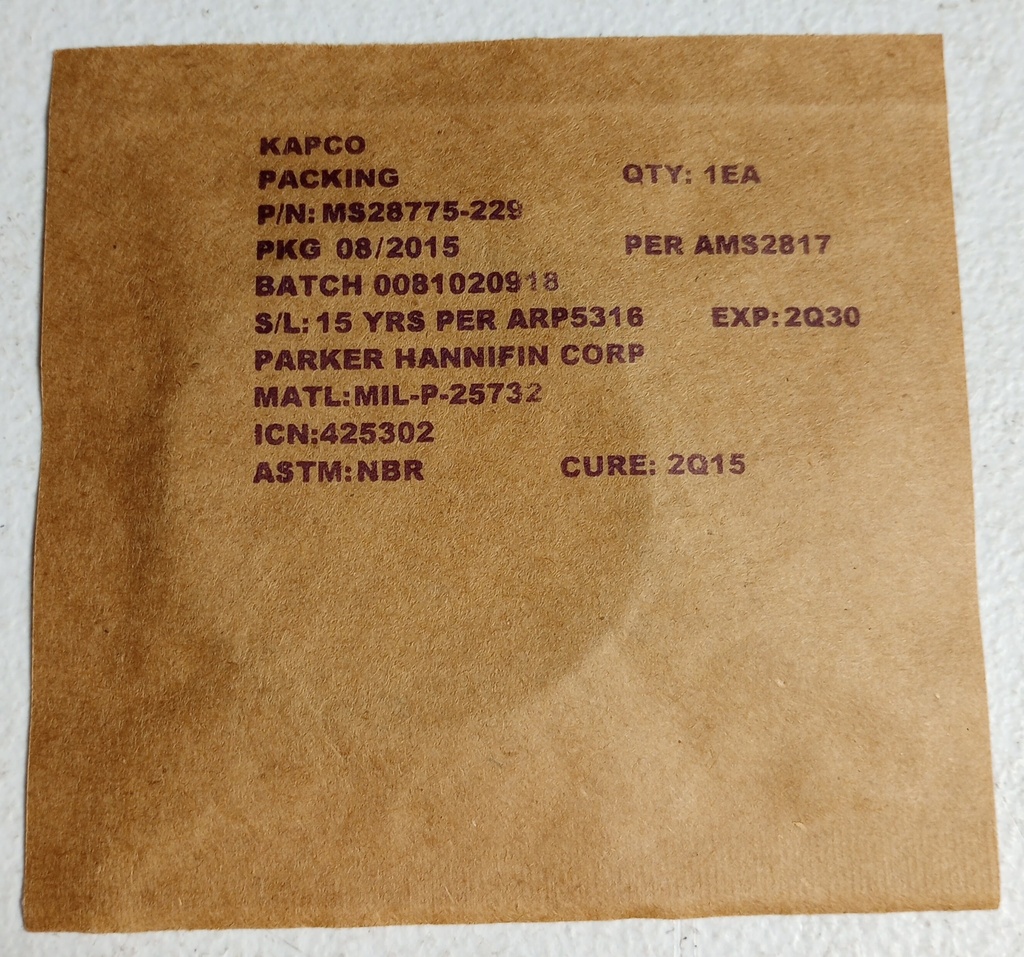 KAPCO
PACKING QTY: 1EA
P/N: MS28775-229
PKG 08/2015 PER AMS2817
BATCH 0081020918
S/L: 15 YRS PER ARP5316 EXP: 2Q30
PARKER HANNIFIN CORP
MATL: MIL-P-25732
ICN:425302
ASTM: NBR CURE: 2Q15